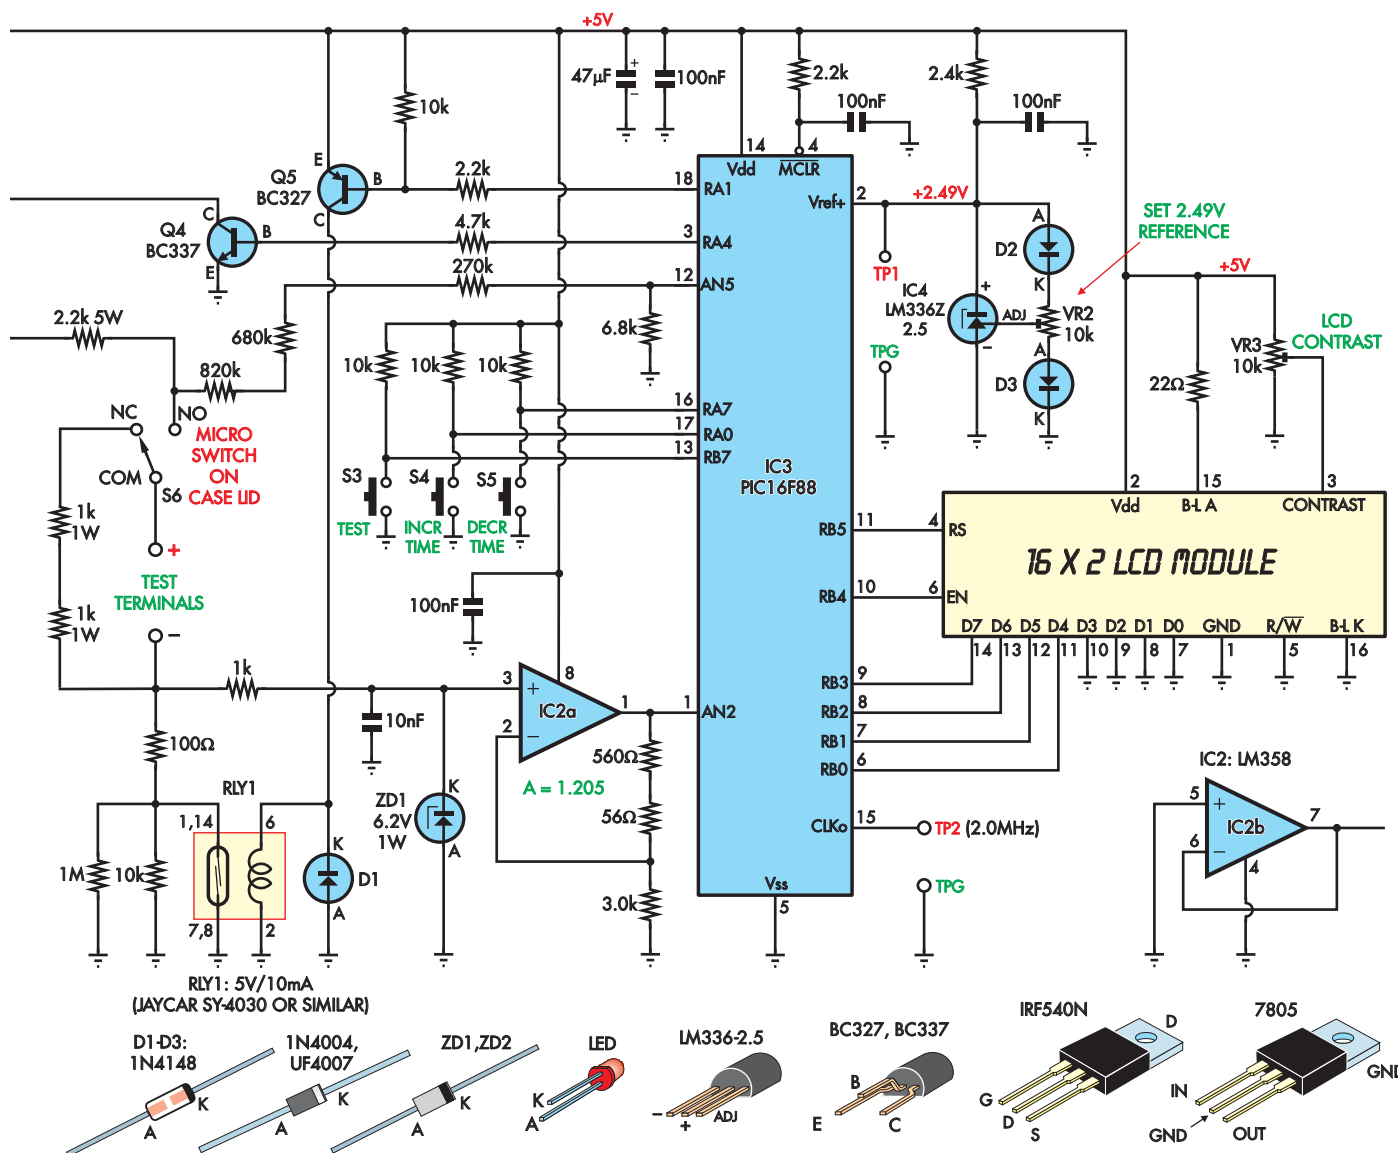 +5V
47µF
+
−
100nF
2.2k
100nF
2.4k
100nF
10k
E
Q5
BC327
B
C
2.2k
18
RA1
14
Vdd
4
MCLR
Vref+
2
+2.49V
C
Q4
BC337
B
E
4.7k
3
RA4
270k
12
AN5
TP1
A
D2
K
SET 2.49V
REFERENCE
+5V
IC4
LM336Z
2.5
+
ADJ
−
VR2
10k
LCD
CONTRAST
2.2k 5W
680k
6.8k
TPG
A
D3
K
VR3
10k
22Ω
820k
10k
10k
10k
NC
NO
MICRO
SWITCH
ON
CASE LID
COM
S6
16
RA7
17
RA0
13
RB7
IC3
PIC16F88
S3
S4
S5
TEST
INCR
TIME
DECR
TIME
1k
1W
+
TEST
TERMINALS
−
1k
1W
100nF
2
Vdd
15
B-L A
3
CONTRAST
RB5
11
4
RS
16 X 2 LCD MODULE
RB4
10
6
EN
D7
D6
D5
D4
D3
D2
D1
D0
GND
R/W
B-L K
14
13
12
11
10
9
8
7
1
5
16
1k
3
+
8
IC2a
1
2
−
1
AN2
RB3
9
RB2
8
RB1
7
RB0
6
10nF
100Ω
560Ω
A = 1.205
56Ω
3.0k
RLY1
1,14
6
7,8
2
1M
10k
K
D1
A
ZD1
6.2V
1W
K
A
CLKo
15
TP2 (2.0MHz)
Vss
5
TPG
IC2: LM358
5
+
IC2b
7
6
−
4
RLY1: 5V/10mA
(JAYCAR SY-4030 OR SIMILAR)
D1-D3:
1N4148
A
K
1N4004,
UF4007
A
K
ZD1,ZD2
A
K
LED
K
A
LM336-2.5
−
+
ADJ
BC327, BC337
B
E
C
IRF540N
D
G
D
S
7805
GND
IN
GND
OUT